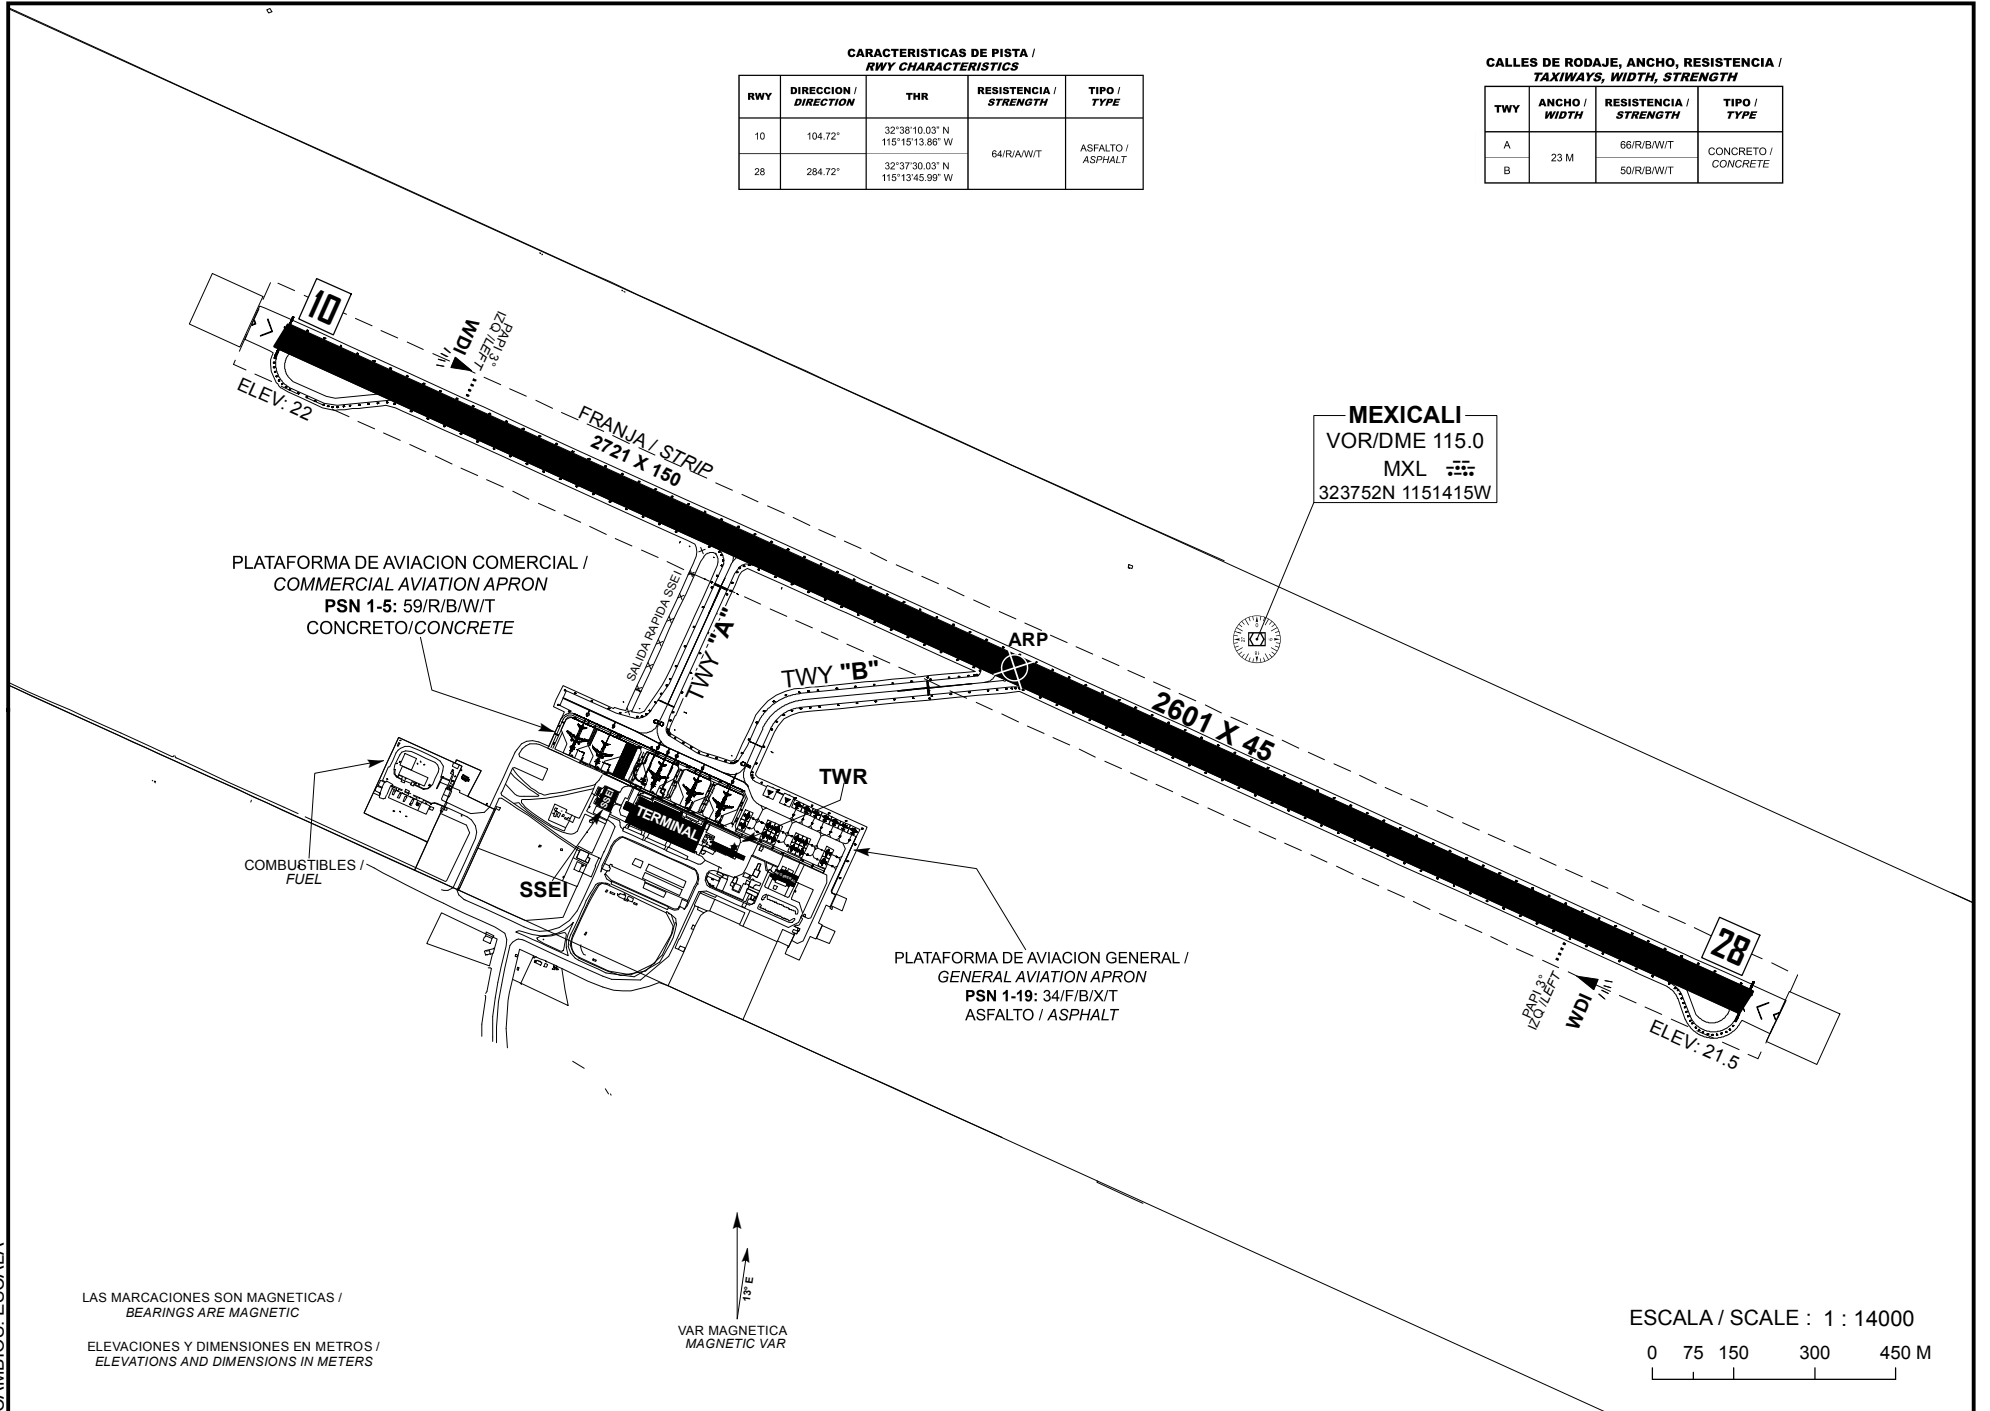 CARACTERISTICAS DE PISTA /
RWY CHARACTERISTICS
RWY
DIRECCION /
DIRECTION
THR
RESISTENCIA /
STRENGTH
TIPO /
TYPE
10
104.72°
32°38'10.03" N
115°15'13.86" W
64/R/A/W/T
ASFALTO /
ASPHALT
28
284.72°
32°37'30.03" N
115°13'45.99" W
CALLES DE RODAJE, ANCHO, RESISTENCIA /
TAXIWAYS, WIDTH, STRENGTH
TWY
ANCHO /
WIDTH
RESISTENCIA /
STRENGTH
TIPO /
TYPE
A
23 M
66/R/B/W/T
CONCRETO /
CONCRETE
B
50/R/B/W/T
10
WDI
PAPI 3°
IZQ /LEFT
ELEV: 22
FRANJA / STRIP
2721 X 150
MEXICALI
VOR/DME 115.0
MXL
323752N 1151415W
PLATAFORMA DE AVIACION COMERCIAL /
COMMERCIAL AVIATION APRON
PSN 1-5: 59/R/B/W/T
CONCRETO/CONCRETE
SALIDA RAPIDA SSEI
TWY "A"
TWY "B"
ARP
2601 X 45
TWR
SSEI
TERMINAL
COMBUSTIBLES /
FUEL
SSEI
PLATAFORMA DE AVIACION GENERAL /
GENERAL AVIATION APRON
PSN 1-19: 34/F/B/X/T
ASFALTO / ASPHALT
28
PAPI 3°
IZQ /LEFT
WDI
ELEV: 21.5
13° E
VAR MAGNETICA
MAGNETIC VAR
LAS MARCACIONES SON MAGNETICAS /
BEARINGS ARE MAGNETIC
ELEVACIONES Y DIMENSIONES EN METROS /
ELEVATIONS AND DIMENSIONS IN METERS
ESCALA / SCALE : 1 : 14000
0 75 150 300 450 M